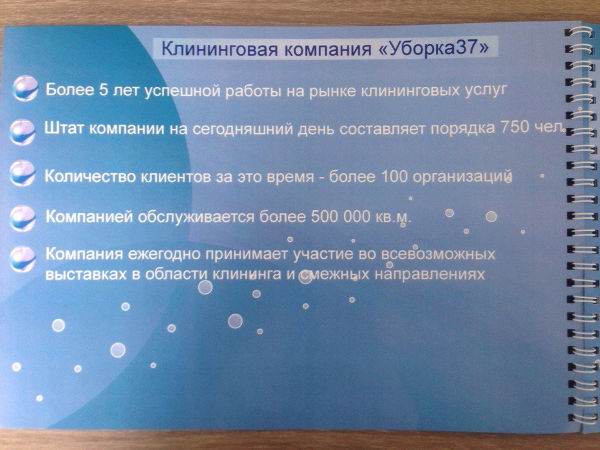 Клининговая компания «Уборка37»
Более 5 лет успешной работы на рынке клининговых услуг
Штат компании на сегодняшний день составляет порядка 750 чел.
Количество клиентов за это время - более 100 организаций
Компанией обслуживается более 500 000 кв.м.
Компания ежегодно принимает участие во всевозможных
выставках в области клининга и смежных направлениях